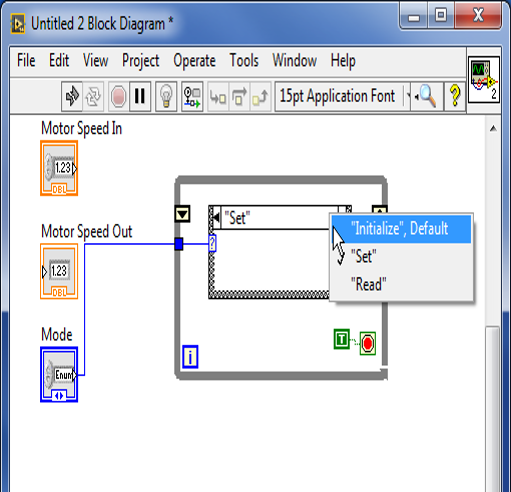 Untitled 2 Block Diagram *
File Edit View Project Operate Tools Window Help
15pt Application Font
?
2
Motor Speed In
1.23
DBL
"Set"
Motor Speed Out
"Initialize", Default
?
"Set"
1.23
"Read"
DBL
Mode
T
i
Enum